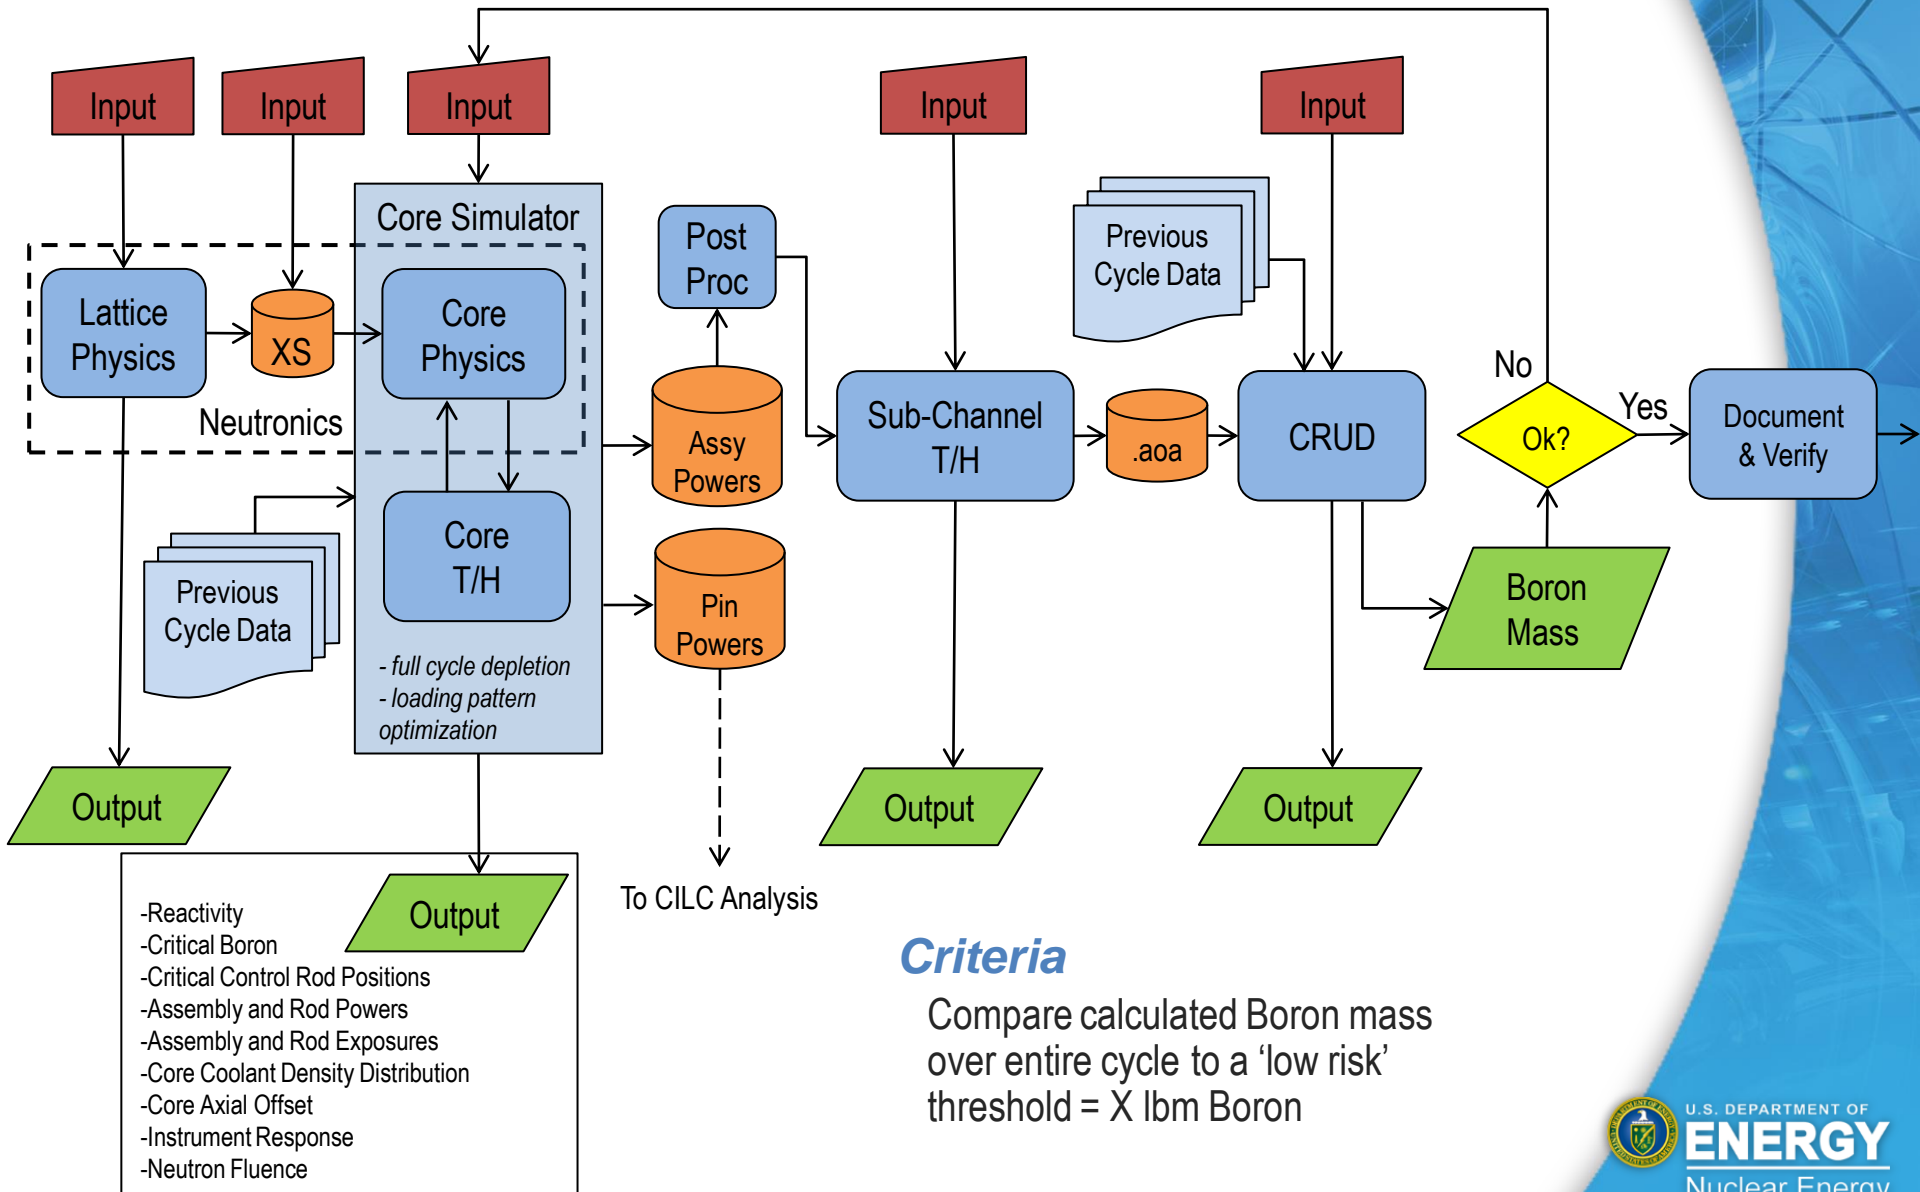 Input
Input
Input
Input
Input
Core Simulator
Post
Proc
Previous
Cycle Data
Lattice
Physics
XS
Core
Physics
Neutronics
Assy
Powers
Sub-Channel
T/H
.aoa
CRUD
No
Ok?
Yes
Document
& Verify
Core
T/H
Previous
Cycle Data
Pin
Powers
Boron
Mass
- full cycle depletion
- loading pattern
optimization
Output
Output
Output
Output
To CILC Analysis
-Reactivity
-Critical Boron
-Critical Control Rod Positions
-Assembly and Rod Powers
-Assembly and Rod Exposures
-Core Coolant Density Distribution
-Core Axial Offset
-Instrument Response
-Neutron Fluence
Criteria
Compare calculated Boron mass
over entire cycle to a ‘low risk’
threshold = X lbm Boron
U.S. DEPARTMENT OF
ENERGY
Nuclear Energy